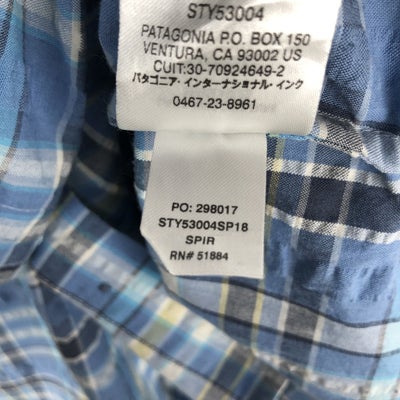 STY53004
PATAGONIA P.O. BOX 150
VENTURA, CA 93002 US
CUIT:30-70924649-2
パタゴニア・インターナショナル・インク
0467-23-8961
PO: 298017
STY53004SP18
SPIR
RN# 51884